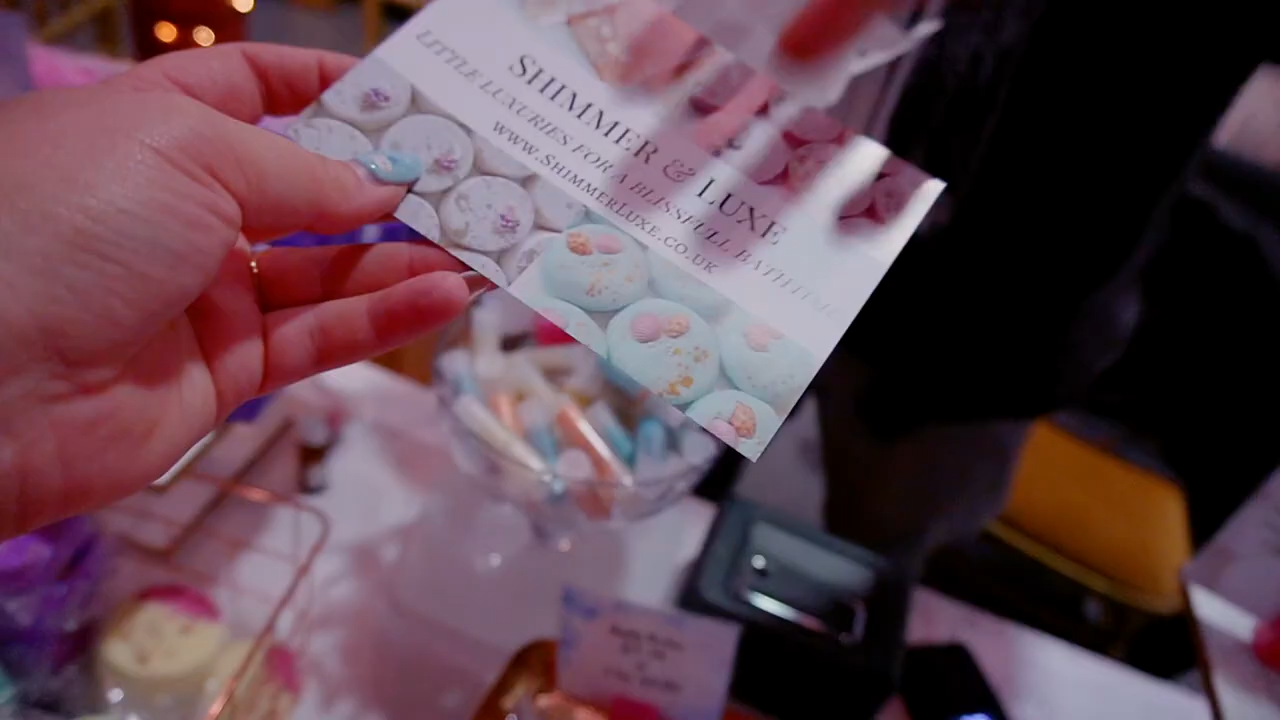 SHIMMER & LUXE
LITTLE LUXURIES FOR A BLISSFULL BATHTIME
WWW.SHIMMERLUXE.CO.UK